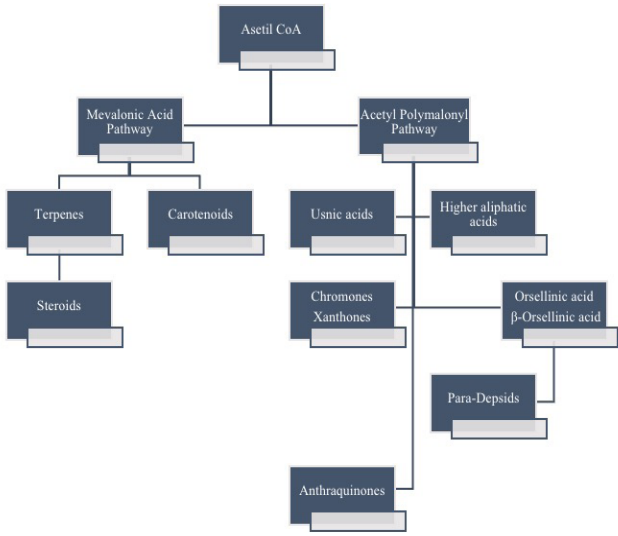 Asetil CoA
Mevalonic Acid
Pathway
Acetyl Polymalonyl
Pathway
Terpenes
Carotenoids
Usnic acids
Higher aliphatic
acids
Steroids
Chromones
Xanthones
Orsellinic acid
β-Orsellinic acid
Para-Depsids
Anthraquinones